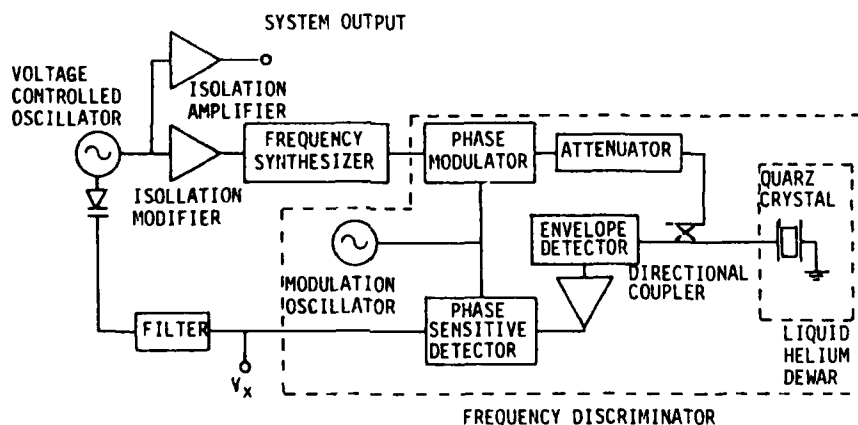 SYSTEM OUTPUT
VOLTAGE
CONTROLLED
OSCILLATOR
ISOLATION
AMPLIFIER
FREQUENCY
SYNTHESIZER
PHASE
MODULATOR
ATTENUATOR
QUARZ
CRYSTAL
ISOLLATION
MODIFIER
ENVELOPE
DETECTOR
DIRECTIONAL
COUPLER
MODULATION
OSCILLATOR
FILTER
PHASE
SENSITIVE
DETECTOR
LIQUID
HELIUM
DEWAR
Vx
FREQUENCY DISCRIMINATOR